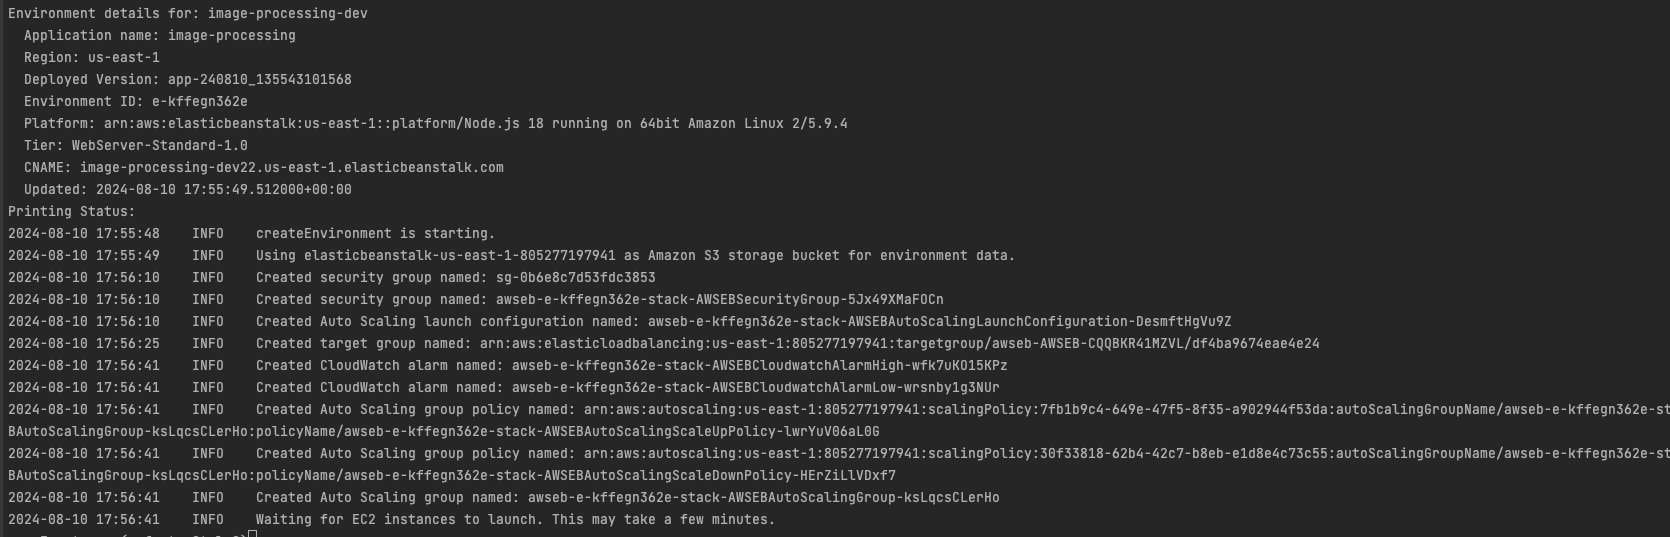 Environment details for: image-processing-dev
  Application name: image-processing
  Region: us-east-1
  Deployed Version: app-240810_135543101568
  Environment ID: e-kffegn362e
  Platform: arn:aws:elasticbeanstalk:us-east-1::platform/Node.js 18 running on 64bit Amazon Linux 2/5.9.4
  Tier: WebServer-Standard-1.0
  CNAME: image-processing-dev22.us-east-1.elasticbeanstalk.com
  Updated: 2024-08-10 17:55:49.512000+00:00
Printing Status:
2024-08-10 17:55:48    INFO    createEnvironment is starting.
2024-08-10 17:55:49    INFO    Using elasticbeanstalk-us-east-1-805277197941 as Amazon S3 storage bucket for environment data.
2024-08-10 17:56:10    INFO    Created security group named: sg-0b6e8c7d53fdc3853
2024-08-10 17:56:10    INFO    Created security group named: awseb-e-kffegn362e-stack-AWSEBSecurityGroup-5Jx49XMaFOCn
2024-08-10 17:56:10    INFO    Created Auto Scaling launch configuration named: awseb-e-kffegn362e-stack-AWSEBAutoScalingLaunchConfiguration-DesmftHgVu9Z
2024-08-10 17:56:25    INFO    Created target group named: arn:aws:elasticloadbalancing:us-east-1:805277197941:targetgroup/awseb-AWSEB-CQQBKR41MZVL/df4ba9674eae4e24
2024-08-10 17:56:41    INFO    Created CloudWatch alarm named: awseb-e-kffegn362e-stack-AWSEBCloudwatchAlarmHigh-wfk7uKO15KPz
2024-08-10 17:56:41    INFO    Created CloudWatch alarm named: awseb-e-kffegn362e-stack-AWSEBCloudwatchAlarmLow-wrsnby1g3NUr
2024-08-10 17:56:41    INFO    Created Auto Scaling group policy named: arn:aws:autoscaling:us-east-1:805277197941:scalingPolicy:7fb1b9c4-649e-47f5-8f35-a902944f53da:autoScalingGroupName/awseb-e-kffegn362e-st
BAutoScalingGroup-ksLqcsCLerHo:policyName/awseb-e-kffegn362e-stack-AWSEBAutoScalingScaleUpPolicy-lwrYuV06aL0G
2024-08-10 17:56:41    INFO    Created Auto Scaling group policy named: arn:aws:autoscaling:us-east-1:805277197941:scalingPolicy:30f33818-62b4-42c7-b8eb-e1d8e4c73c55:autoScalingGroupName/awseb-e-kffegn362e-st
BAutoScalingGroup-ksLqcsCLerHo:policyName/awseb-e-kffegn362e-stack-AWSEBAutoScalingScaleDownPolicy-HErZiLlVDxf7
2024-08-10 17:56:41    INFO    Created Auto Scaling group named: awseb-e-kffegn362e-stack-AWSEBAutoScalingGroup-ksLqcsCLerHo
2024-08-10 17:56:41    INFO    Waiting for EC2 instances to launch. This may take a few minutes.